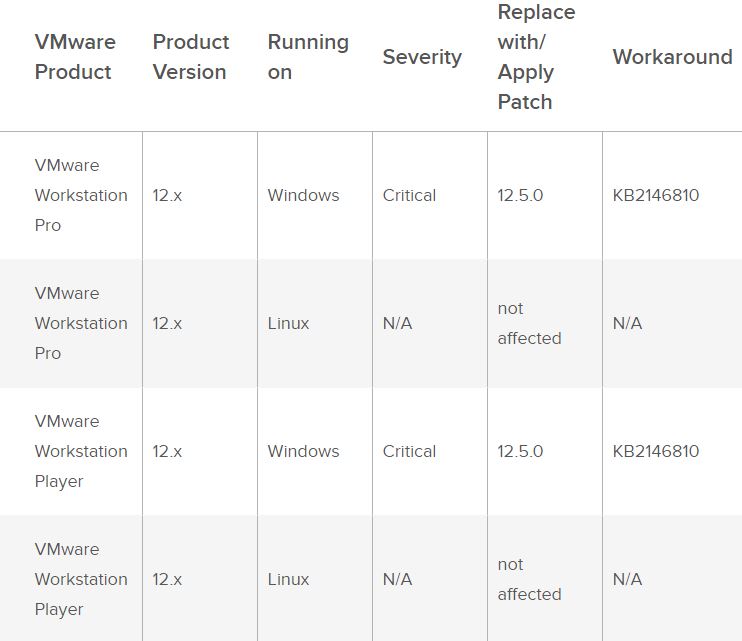 VMware Product | Product Version | Running on | Severity | Replace with/ Apply Patch | Workaround
VMware Workstation Pro | 12.x | Windows | Critical | 12.5.0 | KB2146810
VMware Workstation Pro | 12.x | Linux | N/A | not affected | N/A
VMware Workstation Player | 12.x | Windows | Critical | 12.5.0 | KB2146810
VMware Workstation Player | 12.x | Linux | N/A | not affected | N/A